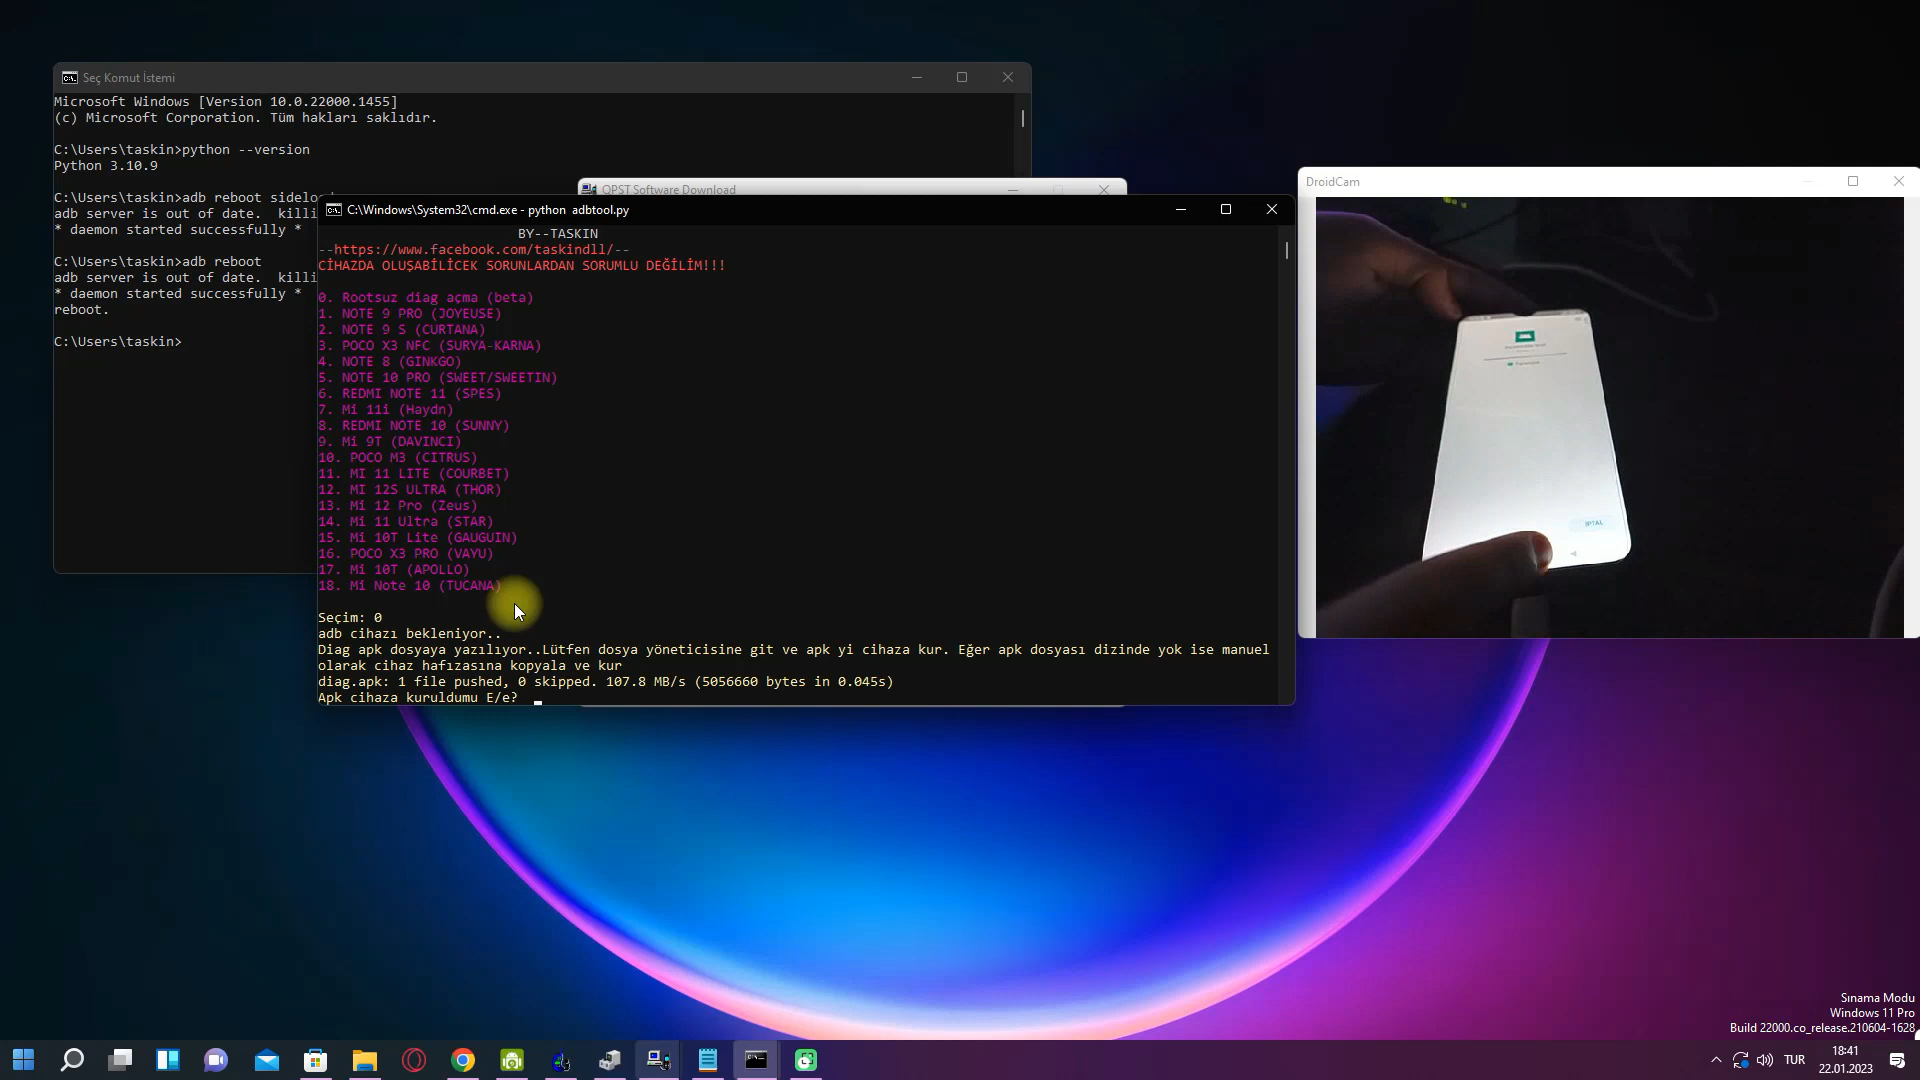 Seç Komut İstemi
Microsoft Windows [Version 10.0.22000.1455]
(c) Microsoft Corporation. Tüm hakları saklıdır.
C:\Users\taskin>python --version
Python 3.10.9
C:\Users\taskin>adb reboot
adb server is out of date. killi
* daemon started successfully *
C:\Users\taskin>adb reboot
adb server is out of date. killi
* daemon started successfully *
reboot.
C:\Users\taskin>
QPST Software Download
C:\Windows\System32\cmd.exe - python adbtool.py
BY--TASKIN
--https://www.facebook.com/taskindll/--
CİHAZDA OLUŞABİLİCEK SORUNLARDAN SORUMLU DEĞİLİM!!!
0. Rootsuz diag açma (beta)
1. NOTE 9 PRO (JOYEUSE)
2. NOTE 9 S (CURTANA)
3. POCO X3 NFC (SURYA-KARNA)
4. NOTE 8 (GINKGO)
5. NOTE 10 PRO (SWEET/SWEETIN)
6. REDMI NOTE 11 (SPES)
7. Mi 11i (Haydn)
8. REDMI NOTE 10 (SUNNY)
9. Mi 9T (DAVINCI)
10. POCO M3 (CITRUS)
11. MI 11 LITE (COURBET)
12. MI 12S ULTRA (THOR)
13. Mi 12 Pro (Zeus)
14. Mi 11 Ultra (STAR)
15. Mi 10T Lite (GAUGUIN)
16. POCO X3 PRO (VAYU)
17. Mi 10T (APOLLO)
18. Mi Note 10 (TUCANA)
Seçim: 0
adb cihazı bekleniyor..
Diag apk dosyaya yazılıyor..Lütfen dosya yöneticisine git ve apk yi cihaza kur. Eğer apk dosyası dizinde yok ise manuel
olarak cihaz hafızasına kopyala ve kur
diag.apk: 1 file pushed, 0 skipped. 107.8 MB/s (5056660 bytes in 0.045s)
Apk cihaza kuruldumu E/e?
DroidCam
İPTAL
Sınama Modu
Windows 11 Pro
Build 22000.co_release.210604-1628
TUR
18:41
22.01.2023